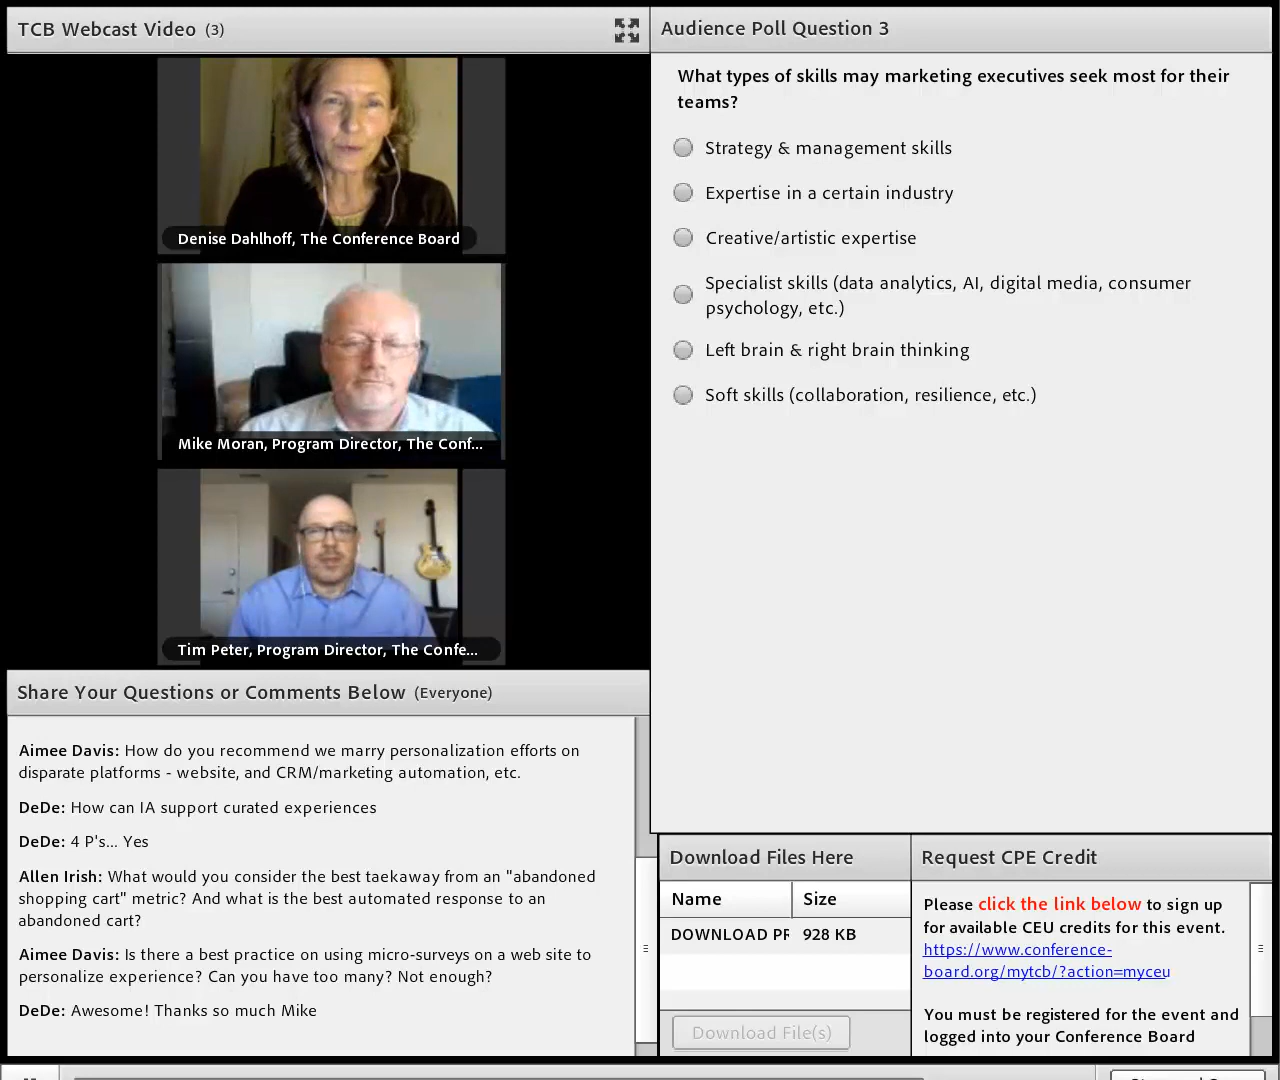 TCB Webcast Video (3)
Denise Dahlhoff, The Conference Board
Mike Moran, Program Director, The Conf...
Tim Peter, Program Director, The Confe...
Share Your Questions or Comments Below (Everyone)
Aimee Davis: How do you recommend we marry personalization efforts on
disparate platforms - website, and CRM/marketing automation, etc.
DeDe: How can IA support curated experiences
DeDe: 4 P's... Yes
Allen Irish: What would you consider the best taekaway from an "abandoned
shopping cart" metric? And what is the best automated response to an
abandoned cart?
Aimee Davis: Is there a best practice on using micro-surveys on a web site to
personalize experience? Can you have too many? Not enough?
DeDe: Awesome! Thanks so much Mike
Audience Poll Question 3
What types of skills may marketing executives seek most for their
teams?
Strategy & management skills
Expertise in a certain industry
Creative/artistic expertise
Specialist skills (data analytics, AI, digital media, consumer
psychology, etc.)
Left brain & right brain thinking
Soft skills (collaboration, resilience, etc.)
Download Files Here
Name Size
DOWNLOAD PR 928 KB
Download File(s)
Request CPE Credit
Please click the link below to sign up
for available CEU credits for this event.
https://www.conference-
board.org/mytcb/?action=myceu
You must be registered for the event and
logged into your Conference Board